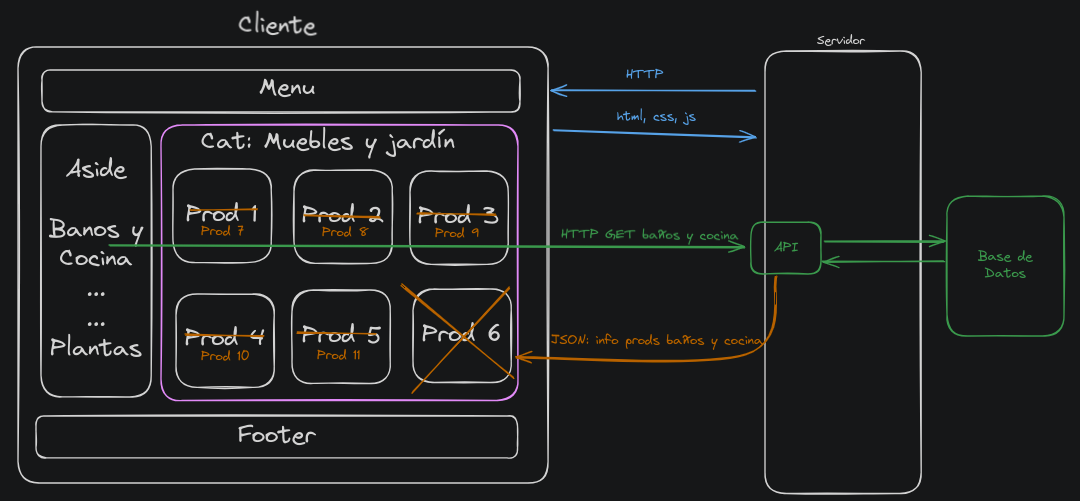 Cliente
Servidor
Menu
HTTP
html, css, js
Aside
Banos y
Cocina
...
...
Plantas
Cat: Muebles y jardín
Prod 1
Prod 7
Prod 2
Prod 8
Prod 3
Prod 9
Prod 4
Prod 10
Prod 5
Prod 11
Prod 6
HTTP GET baños y cocina
API
Base de
Datos
JSON: info prods baños y cocina
Footer